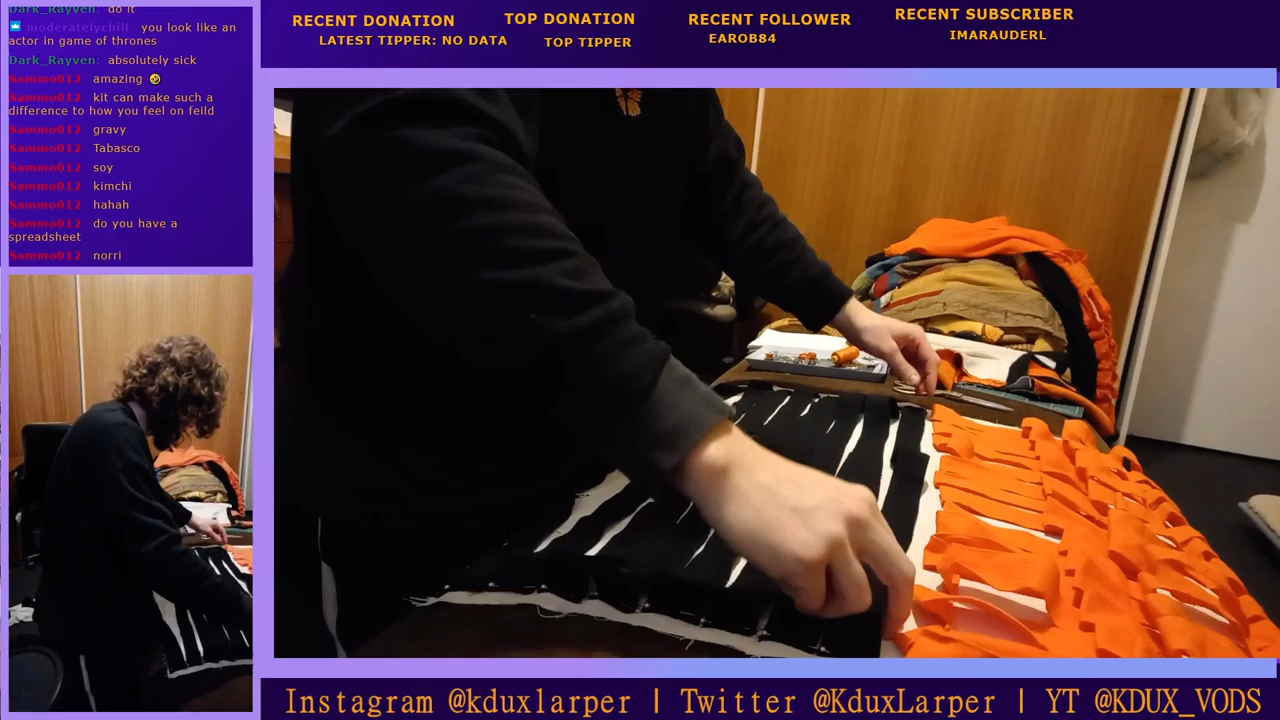 Dark_Rayven: do it
moderatelychill you look like an
actor in game of thrones
Dark_Rayven: absolutely sick
Sammo012 amazing
Sammo012 kit can make such a
difference to how you feel on feild
Sammo012 gravy
Sammo012 Tabasco
Sammo012 soy
Sammo012 kimchi
Sammo012 hahah
Sammo012 do you have a
spreadsheet
Sammo012 norri
RECENT DONATION
LATEST TIPPER: NO DATA
TOP DONATION
TOP TIPPER
RECENT FOLLOWER
EAROB84
RECENT SUBSCRIBER
IMARAUDERL
Instagram @kduxlarper | Twitter @KduxLarper | YT @KDUX_VODS